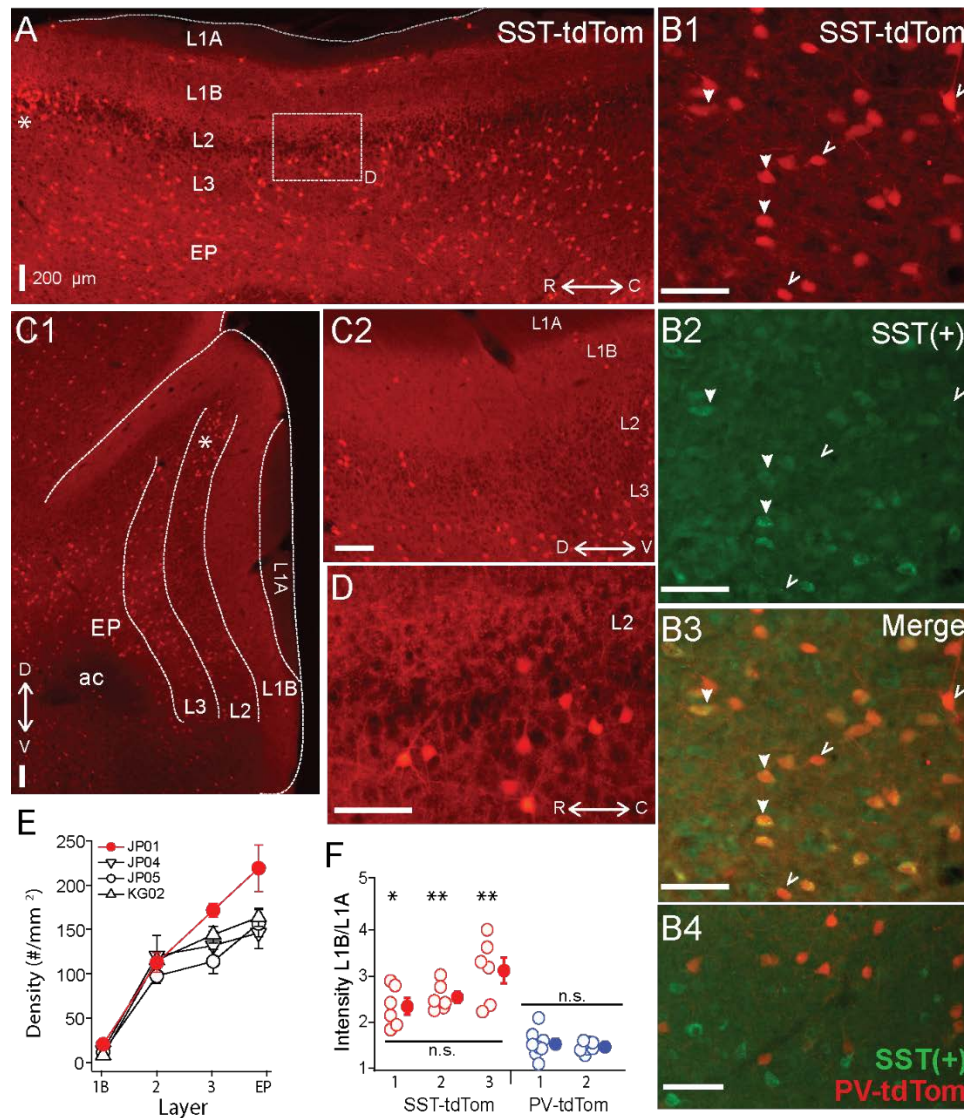 A
SST-tdTom
L1A
L1B
*
L2
D
L3
EP
200 µm
R C
B1
SST-tdTom
C1
*
L1A
EP
ac
D
V
L3 L2 L1B
C2
L1A
L1B
L2
L3
D V
B2
SST(+)
D
L2
R C
B3
Merge
B4
SST(+)
PV-tdTom
E
250
200
150
100
50
0
Density (#/mm 2)
JP01
JP04
JP05
KG02
1B 2 3 EP
Layer
F
5
4
3
2
1
Intensity L1B/L1A
* ** **
n.s.
n.s.
1 2 3 1 2
SST-tdTom PV-tdTom